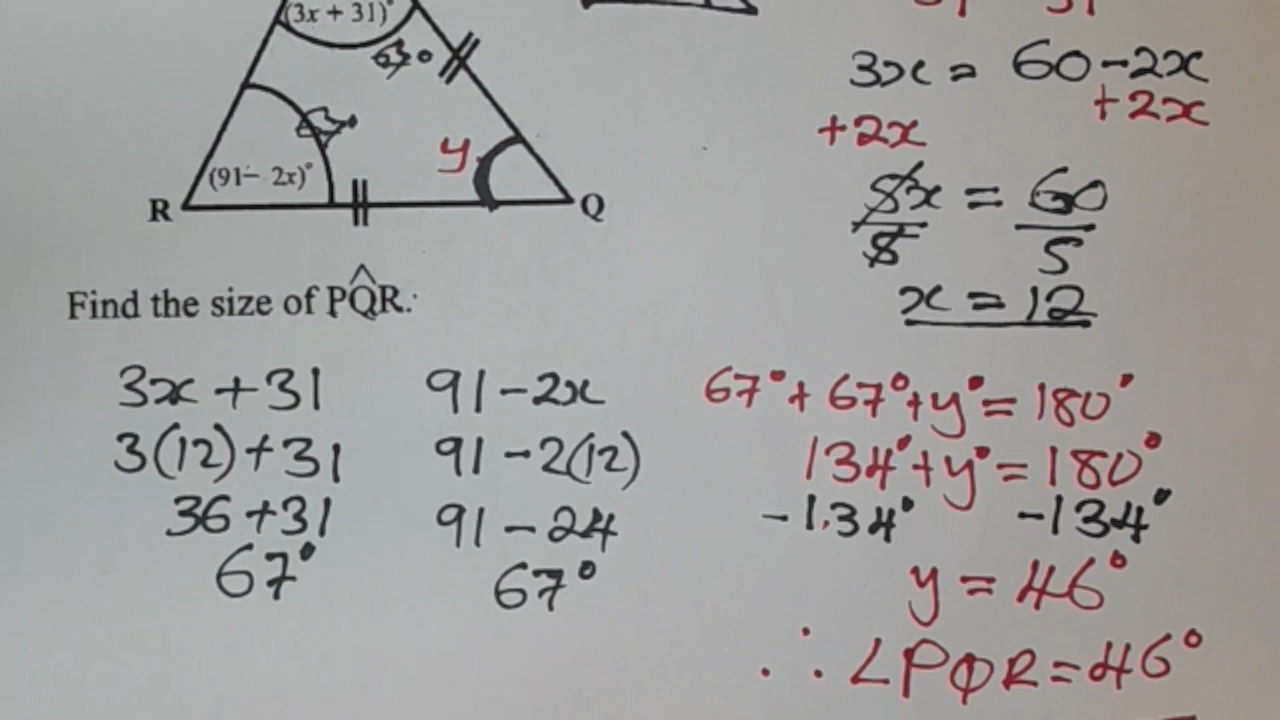 (3x + 31)°
67°
(91 - 2x)°
y
R
Q
Find the size of PQ̂R.
3x + 31
3(12) + 31
36 + 31
67°
91 - 2x
91 - 2(12)
91 - 24
67°
3x = 60 - 2x
+2x +2x
5x = 60
5 5
x = 12
67° + 67° + y° = 180°
134° + y° = 180°
-134° -134°
y = 46°
∴ ∠PQR = 46°